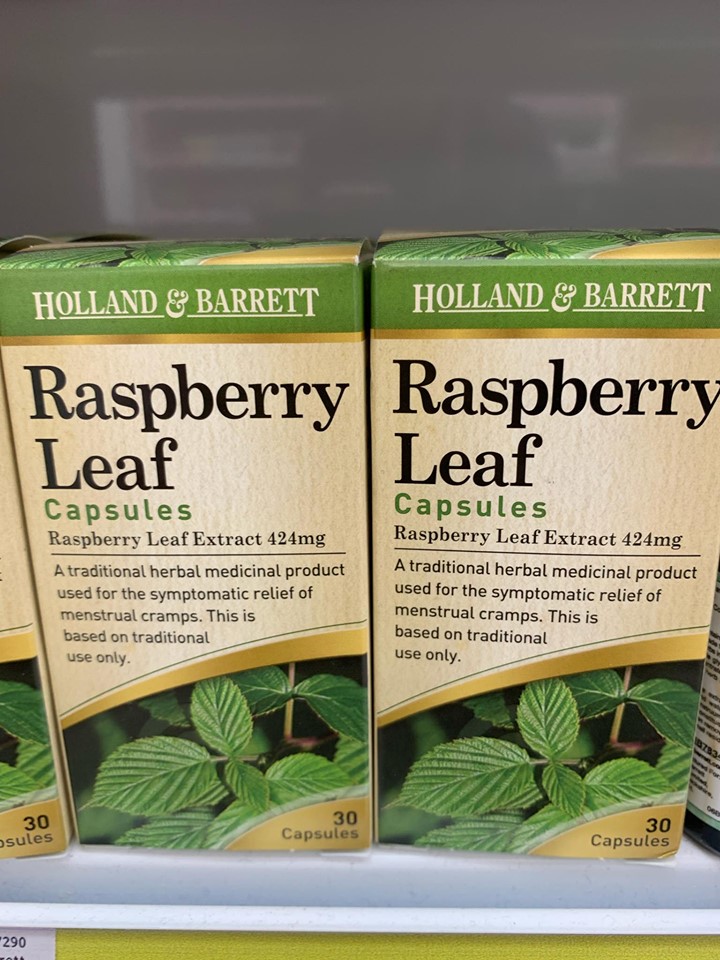 HOLLAND & BARRETT
Raspberry
Leaf
Capsules
Raspberry Leaf Extract 424mg
A traditional herbal medicinal product
used for the symptomatic relief of
menstrual cramps. This is
based on traditional
use only.
30
Capsules
HOLLAND & BARRETT
Raspberry
Leaf
Capsules
Raspberry Leaf Extract 424mg
A traditional herbal medicinal product
used for the symptomatic relief of
menstrual cramps. This is
based on traditional
use only.
30
Capsules
30
psules
7290